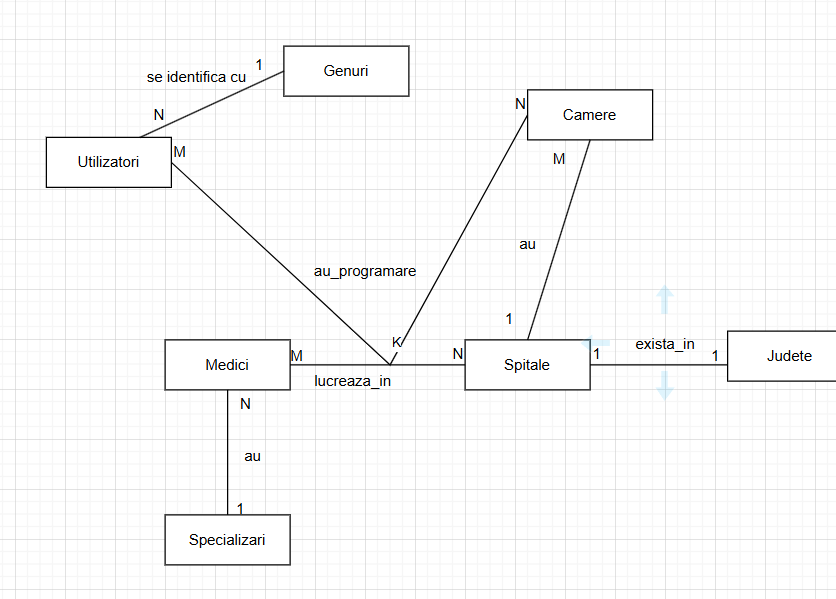 Genuri
1
se identifica cu
N
Utilizatori
M
N
Camere
M
au
au_programare
1
K
Medici
M
lucreaza_in
N
Spitale
1
exista_in
1
Judete
N
au
1
Specializari